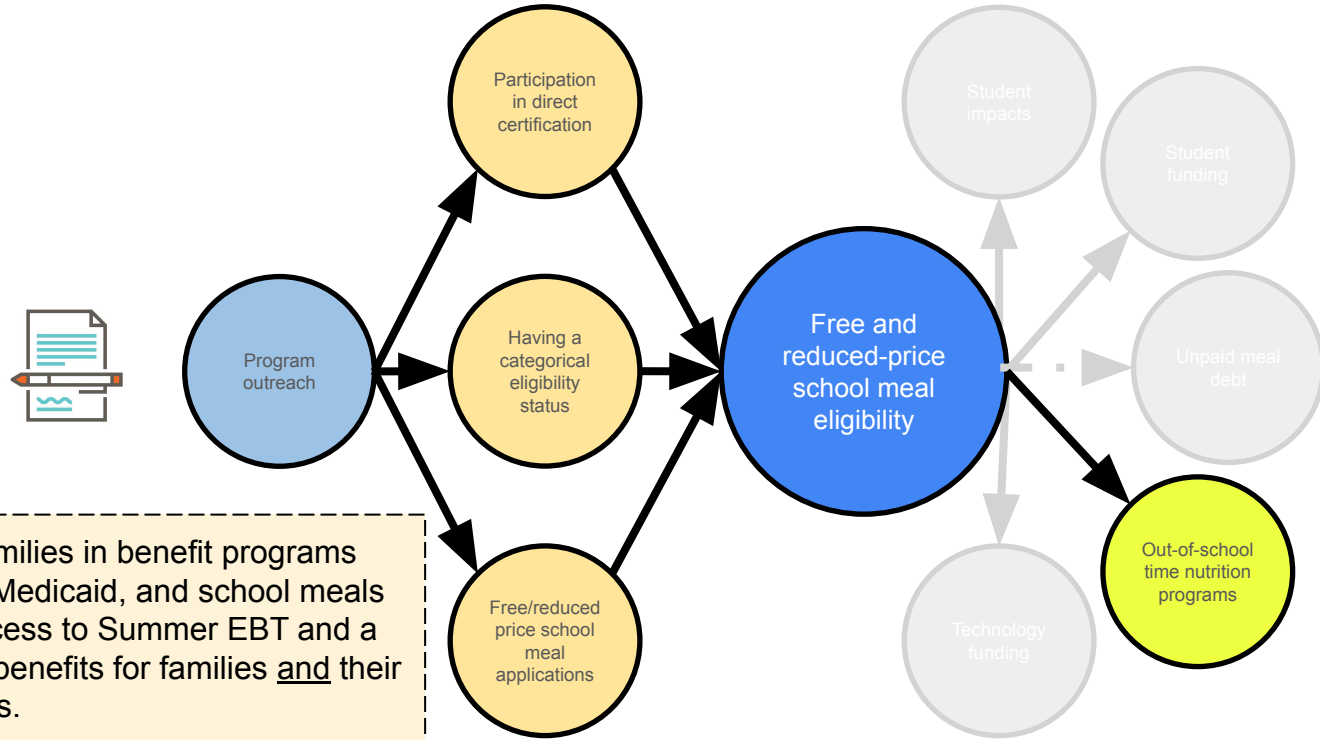 Participation
in direct
certification
Student
impacts
Student
funding
Program
outreach
Having a
categorical
eligibility
status
Free and
reduced-price
school meal
eligibility
Unpaid meal
debt
Free/reduced
price school
meal
applications
Technology
funding
Out-of-school
time nutrition
programs
milies in benefit programs
Medicaid, and school meals
cess to Summer EBT and a
benefits for families and their
s.